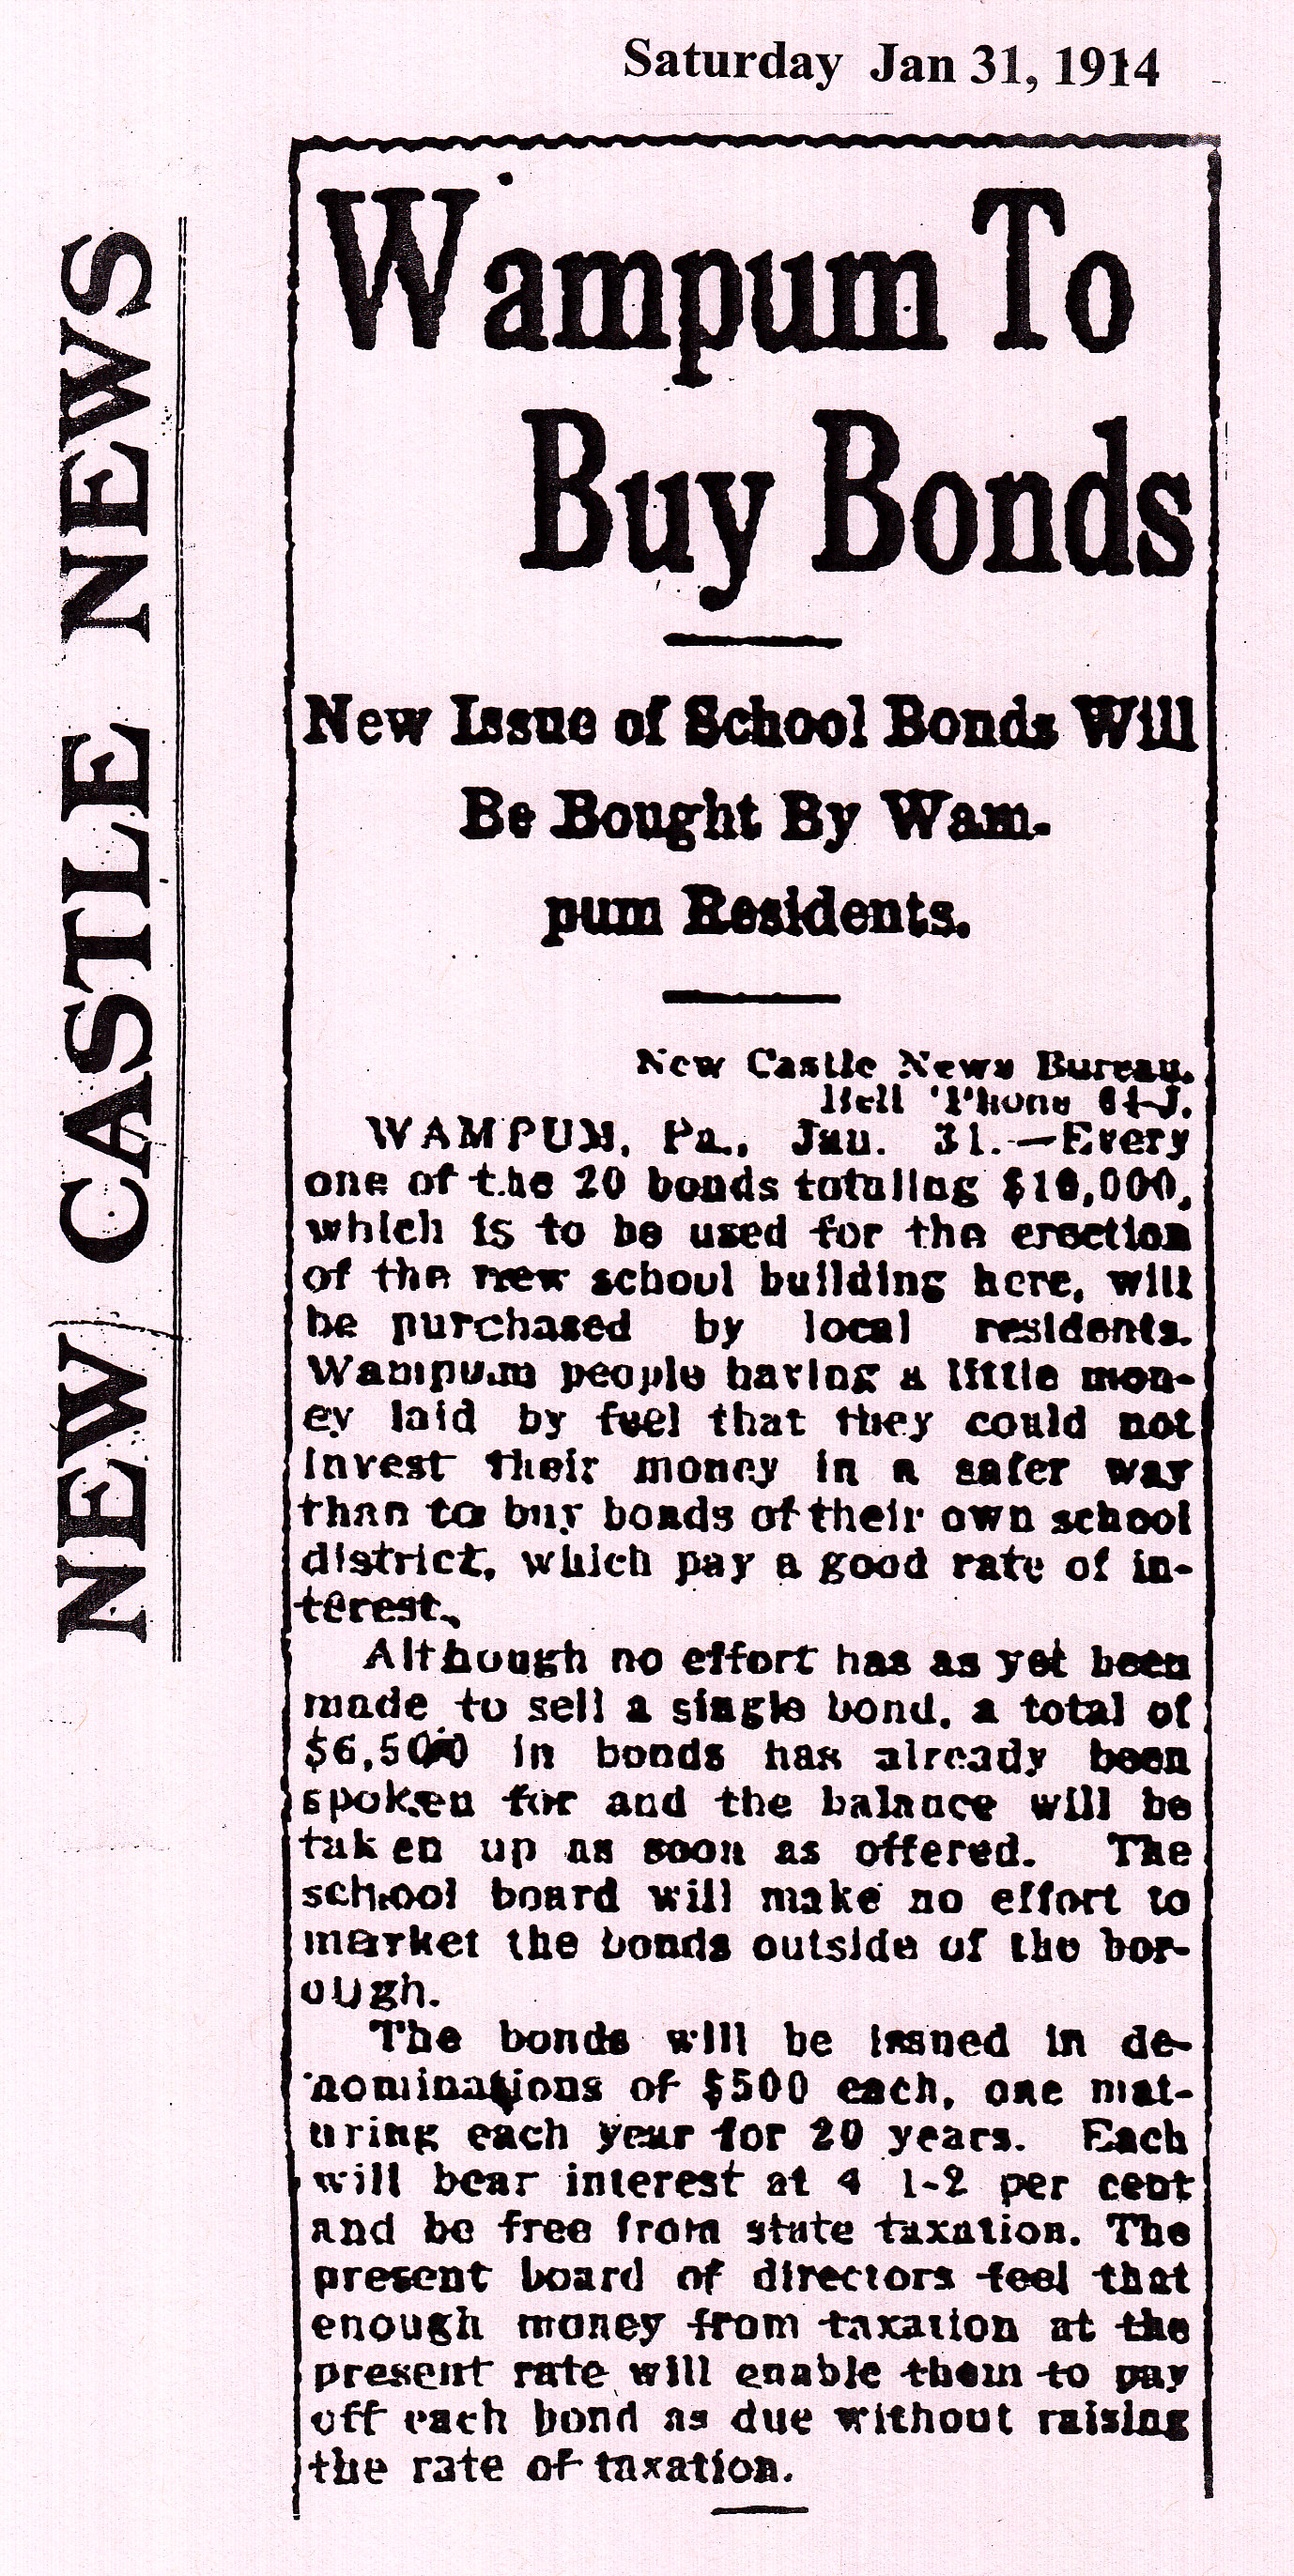 Saturday Jan 31, 1914
NEW CASTLE NEWS
Wampum To
Buy Bonds
New Issue of School Bonds Will
Be Bought By Wam-
pum Residents.
New Castle News Bureau.
Bell 'Phone 64-J.
WAMPUM, Pa., Jan. 31.—Every
one of the 20 bonds totaling $10,000,
which is to be used for the erection
of the new school building here, will
be purchased by local residents.
Wampum people having a little mon-
ey laid by feel that they could not
invest their money in a safer way
than to buy bonds of their own school
district, which pay a good rate of in-
terest.
Although no effort has as yet been
made to sell a single bond, a total of
$6,500 in bonds has already been
spoken for and the balance will be
taken up as soon as offered. The
school board will make no effort to
market the bonds outside of the bor-
ough.
The bonds will be issued in de-
nominations of $500 each, one mat-
uring each year for 20 years. Each
will bear interest at 4 1-2 per cent
and be free from state taxation. The
present board of directors feel that
enough money from taxation at the
present rate will enable them to pay
off each bond as due without raising
the rate of taxation.